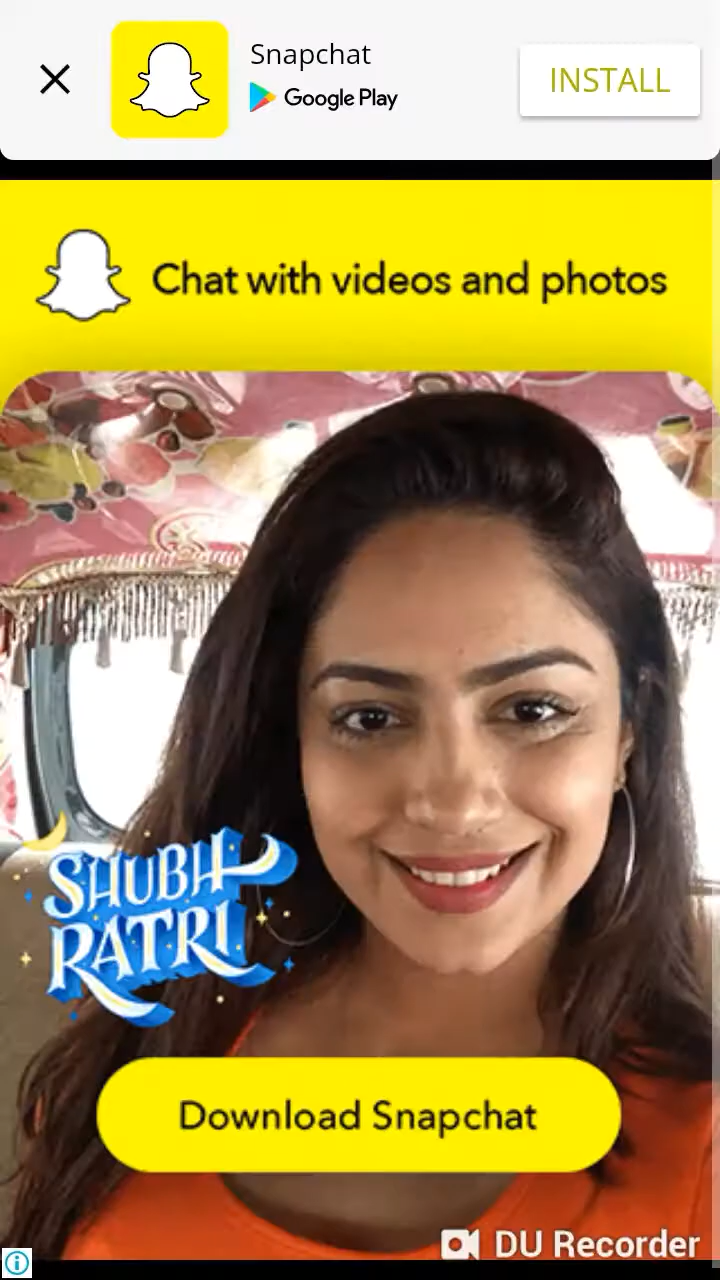 Snapchat
Google Play
INSTALL
Chat with videos and photos
SHUBH
RATRI
Download Snapchat
DU Recorder